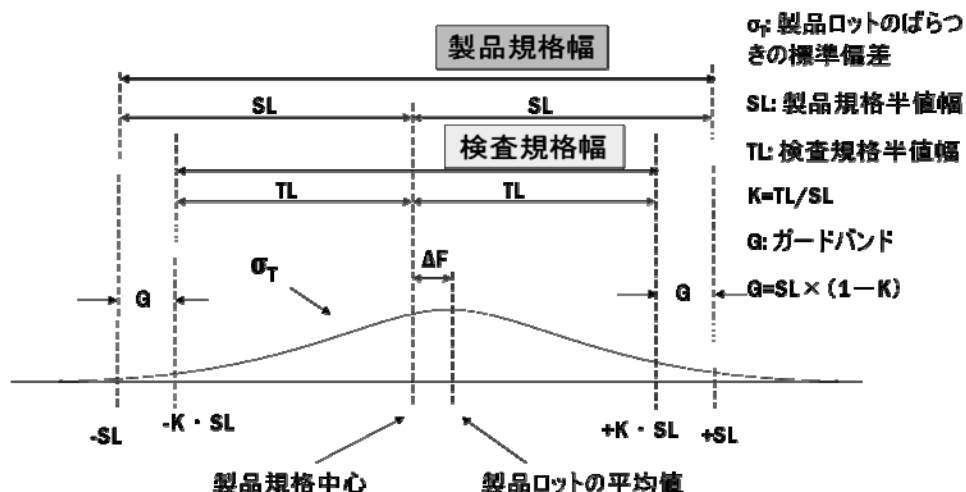 製品規格幅
SL
SL
検査規格幅
TL
TL
ΔF
σT
G
G
-SL
-K・SL
+K・SL
+SL
製品規格中心
製品ロットの平均値
σT: 製品ロットのばらつ
きの標準偏差
SL: 製品規格半値幅
TL: 検査規格半値幅
K=TL/SL
G: ガードバンド
G=SL×(1−K)